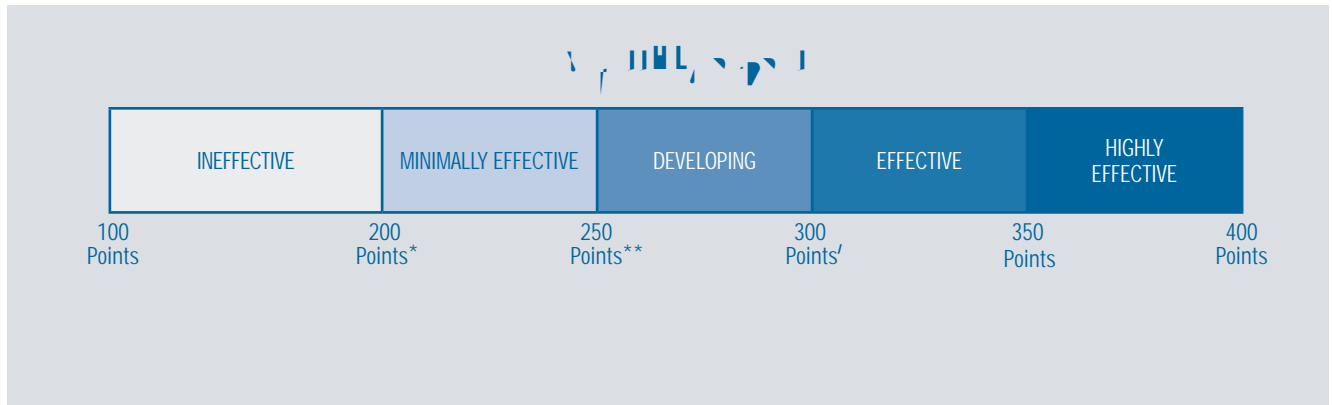 INEFFECTIVE
MINIMALLY EFFECTIVE
DEVELOPING
EFFECTIVE
HIGHLY
EFFECTIVE
100
Points
200
Points*
250
Points**
300
Points′
350
Points
400
Points